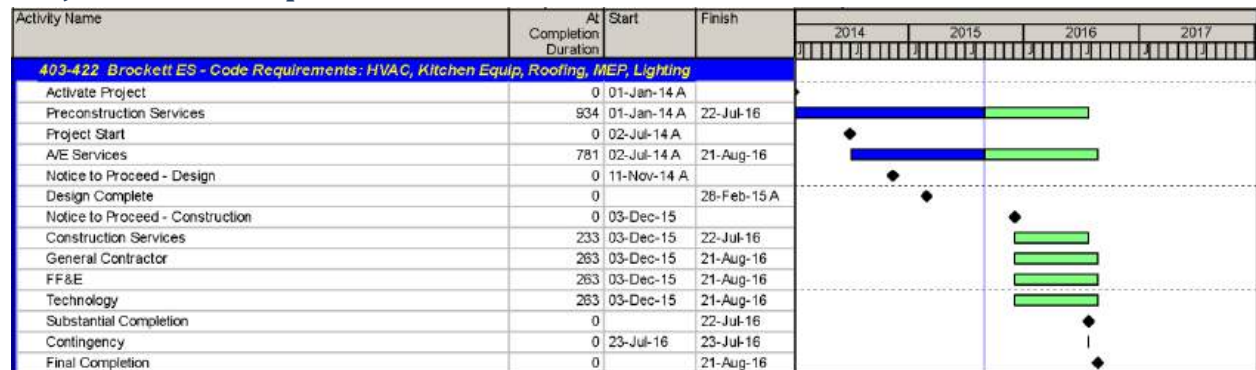 Activity Name At Completion Duration Start Finish
2014 2015 2016 2017
J J J J J J J J
403-422 Brockett ES - Code Requirements: HVAC, Kitchen Equip, Roofing, MEP, Lighting
Activate Project 0 01-Jan-14 A
Preconstruction Services 934 01-Jan-14 A 22-Jul-16
Project Start 0 02-Jul-14 A
A/E Services 781 02-Jul-14 A 21-Aug-16
Notice to Proceed - Design 0 11-Nov-14 A
Design Complete 0 28-Feb-15 A
Notice to Proceed - Construction 0 03-Dec-15
Construction Services 233 03-Dec-15 22-Jul-16
General Contractor 263 03-Dec-15 21-Aug-16
FF&E 263 03-Dec-15 21-Aug-16
Technology 263 03-Dec-15 21-Aug-16
Substantial Completion 0 22-Jul-16
Contingency 0 23-Jul-16 23-Jul-16
Final Completion 0 21-Aug-16